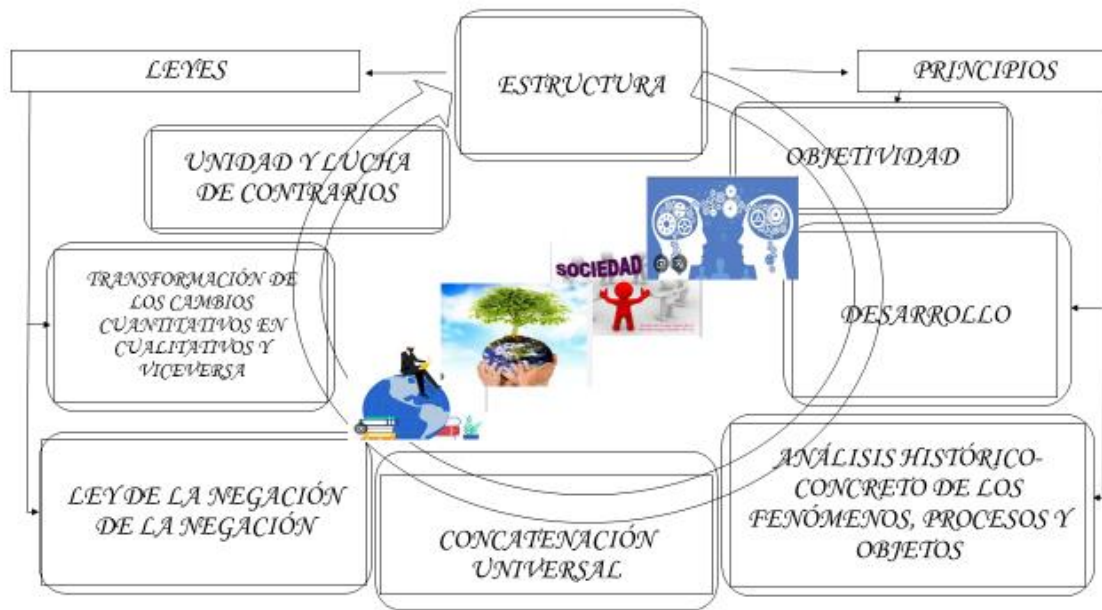 LEYES
ESTRUCTURA
PRINCIPIOS
UNIDAD Y LUCHA
DE CONTRARIOS
OBJETIVIDAD
TRANSFORMACIÓN DE
LOS CAMBIOS
CUANTITATIVOS EN
CUALITATIVOS Y
VICEVERSA
SOCIEDAD
DESARROLLO
LEY DE LA NEGACIÓN
DE LA NEGACIÓN
CONCATENACIÓN
UNIVERSAL
ANÁLISIS HISTÓRICO-
CONCRETO DE LOS
FENÓMENOS, PROCESOS Y
OBJETOS